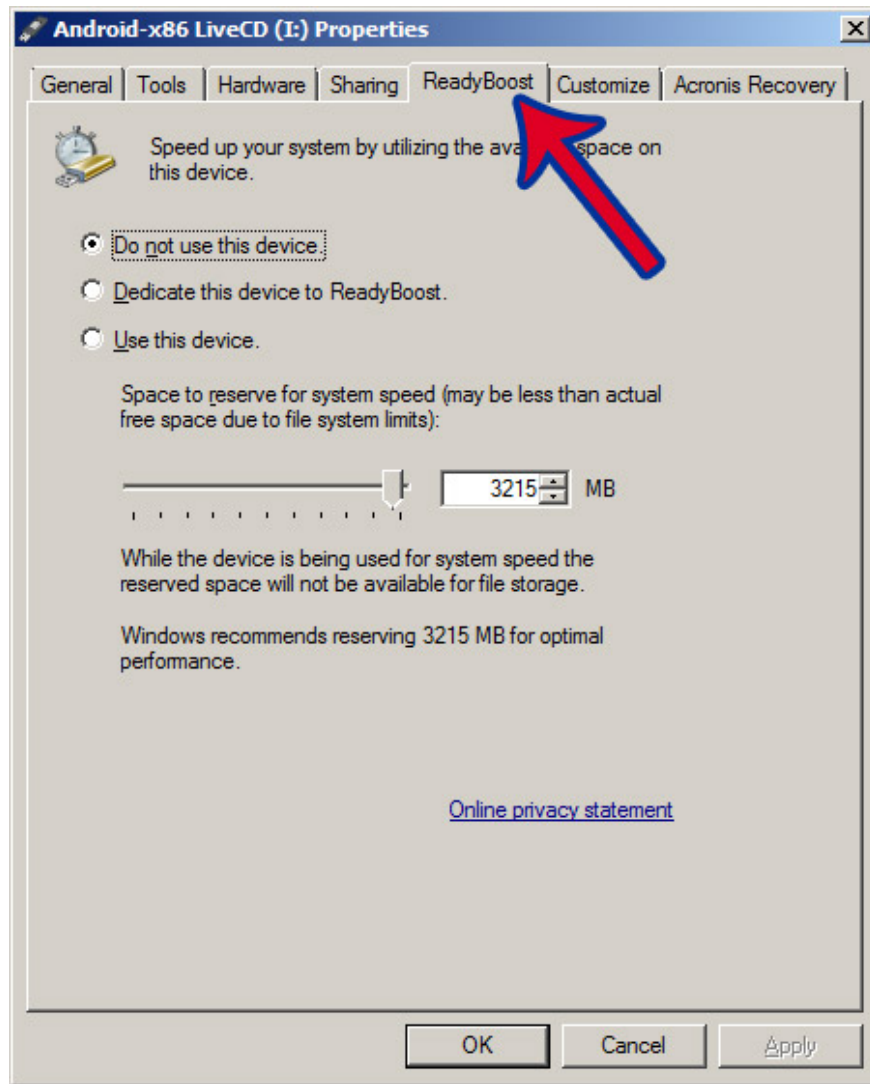 Android-x86 LiveCD (I:) Properties
General Tools Hardware Sharing ReadyBoost Customize Acronis Recovery
Speed up your system by utilizing the space on
this device.
Do not use this device.
Dedicate this device to ReadyBoost.
Use this device.
Space to reserve for system speed (may be less than actual
free space due to file system limits):
3215 MB
While the device is being used for system speed the
reserved space will not be available for file storage.
Windows recommends reserving 3215 MB for optimal
performance.
Online privacy statement
OK Cancel Apply